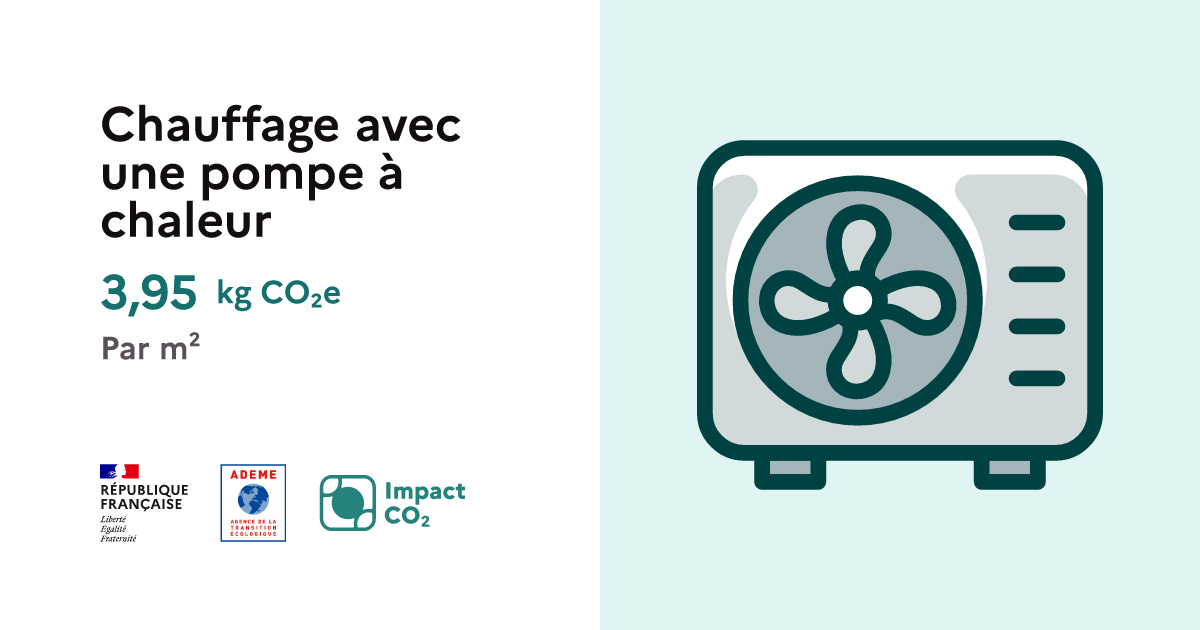 Chauffage avec
une pompe à
chaleur
3,95 kg CO₂e
Par m²
RÉPUBLIQUE
FRANÇAISE
Liberté
Égalité
Fraternité
ADEME
AGENCE DE LA
TRANSITION
ÉCOLOGIQUE
Impact
CO₂